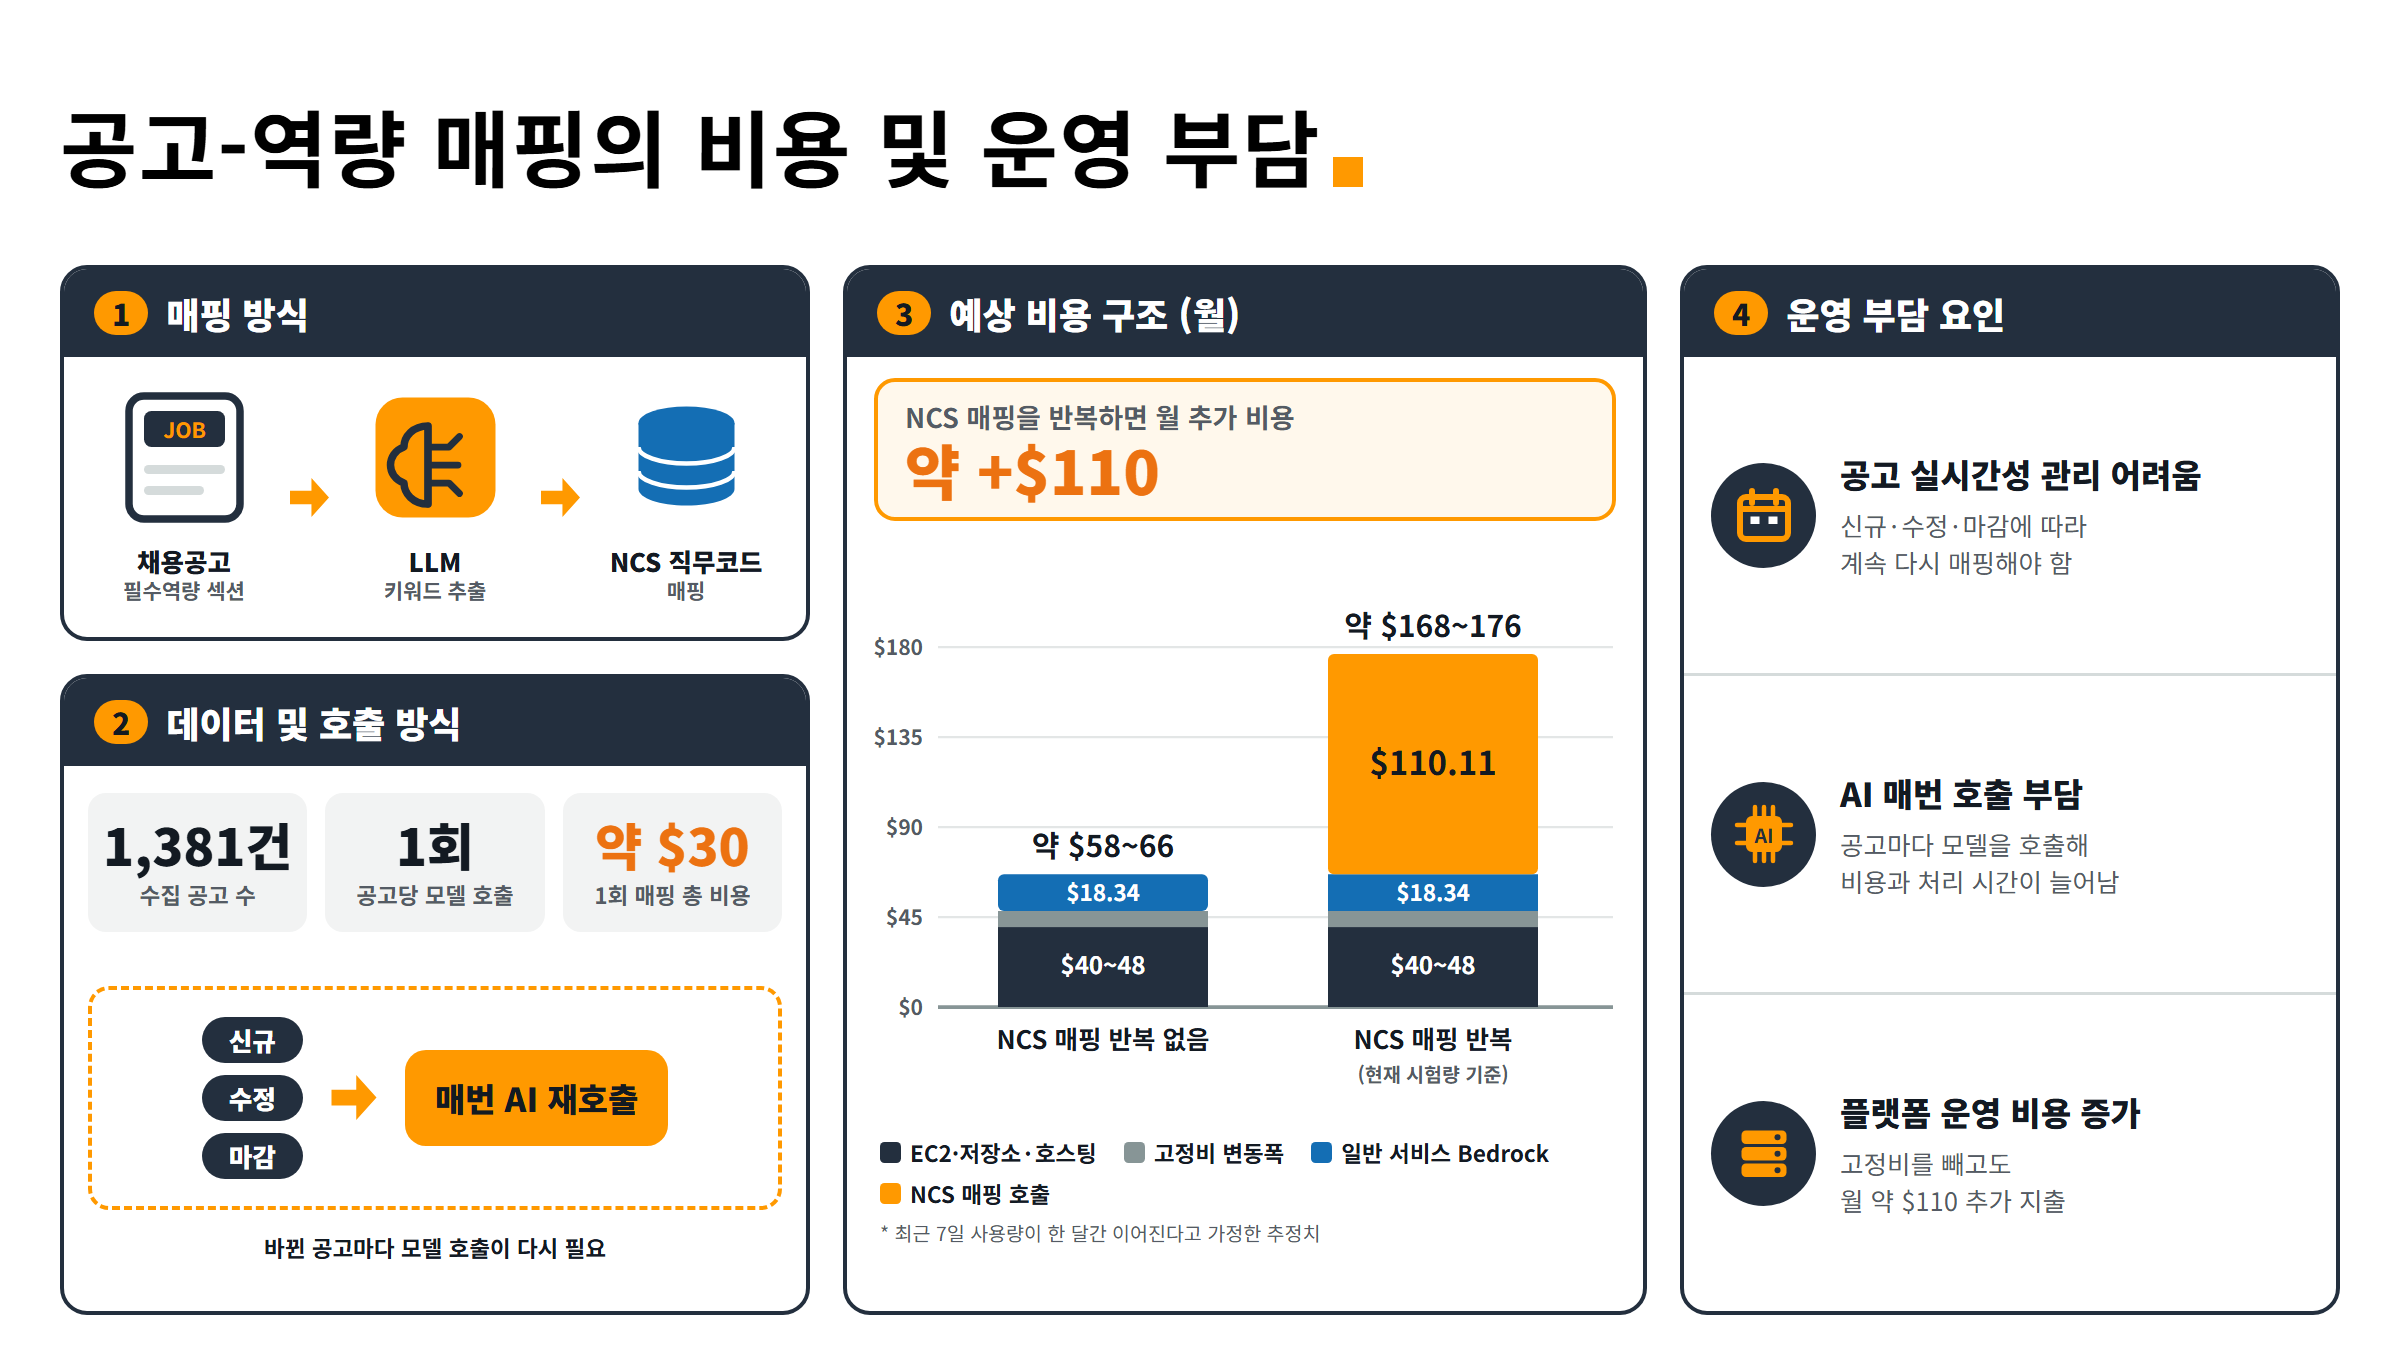 공고-역량 매핑의 비용 및 운영 부담
1 매핑 방식
JOB
채용공고
필수역량 섹션
LLM
키워드 추출
NCS 직무코드
매핑
2 데이터 및 호출 방식
1,381건
수집 공고 수
1회
공고당 모델 호출
약 $30
1회 매핑 총 비용
신규
수정
마감
매번 AI 재호출
바뀐 공고마다 모델 호출이 다시 필요
3 예상 비용 구조 (월)
NCS 매핑을 반복하면 월 추가 비용
약 +$110
$180
$135
$90
$45
$0
약 $58~66
$18.34
$40~48
약 $168~176
$110.11
$18.34
$40~48
NCS 매핑 반복 없음
NCS 매핑 반복
(현재 시험량 기준)
EC2·저장소·호스팅 고정비 변동폭 일반 서비스 Bedrock
NCS 매핑 호출
* 최근 7일 사용량이 한 달간 이어진다고 가정한 추정치
4 운영 부담 요인
공고 실시간성 관리 어려움
신규·수정·마감에 따라
계속 다시 매핑해야 함
AI
AI 매번 호출 부담
공고마다 모델을 호출해
비용과 처리 시간이 늘어남
플랫폼 운영 비용 증가
고정비를 빼고도
월 약 $110 추가 지출